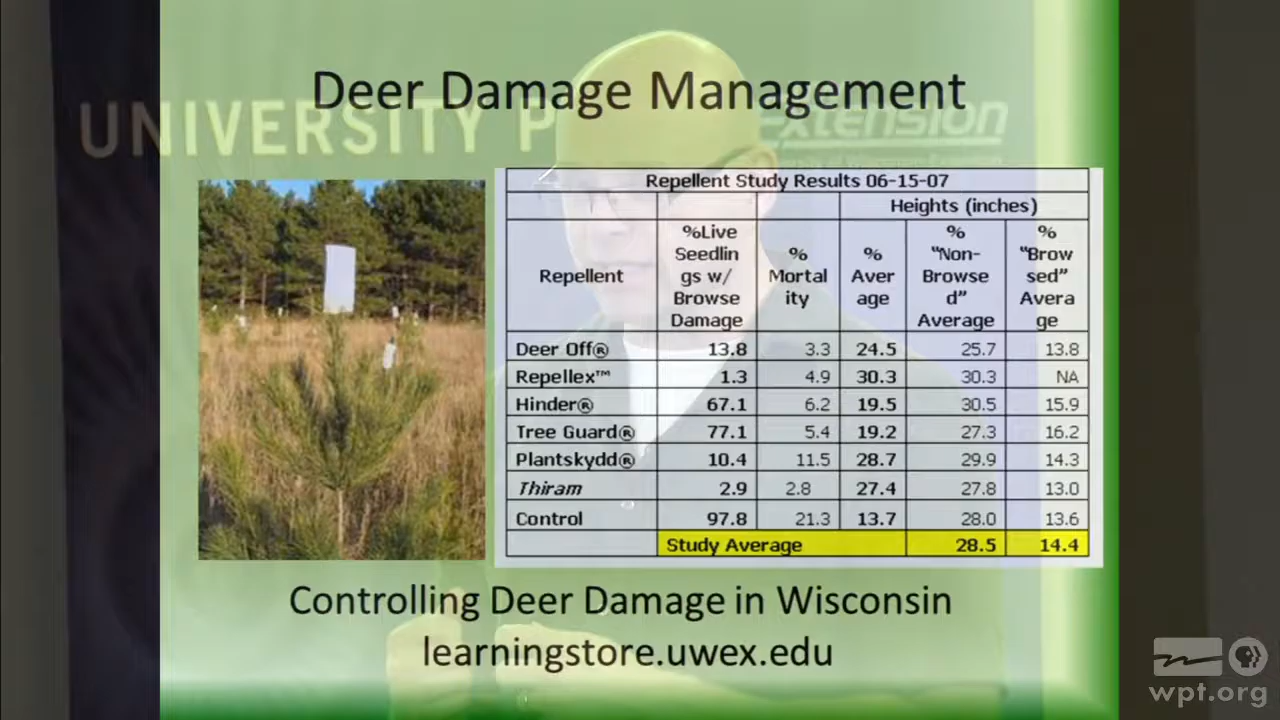 Deer Damage Management
UNIVERSITY P
Extension
Repellent Study Results 06-15-07
Heights (inches)
Repellent
%Live
Seedlin
gs w/
Browse
Damage
%
Mortal
ity
%
Aver
age
%
“Non-
Browse
d”
Average
%
“Brow
sed”
Avera
ge
Deer Off® 13.8 3.3 24.5 25.7 13.8
Repellex™ 1.3 4.9 30.3 30.3 NA
Hinder® 67.1 6.2 19.5 30.5 15.9
Tree Guard® 77.1 5.4 19.2 27.3 16.2
Plantskydd® 10.4 11.5 28.7 29.9 14.3
Thiram 2.9 2.8 27.4 27.8 13.0
Control 97.8 21.3 13.7 28.0 13.6
Study Average 28.5 14.4
Controlling Deer Damage in Wisconsin
learningstore.uwex.edu
wpt.org